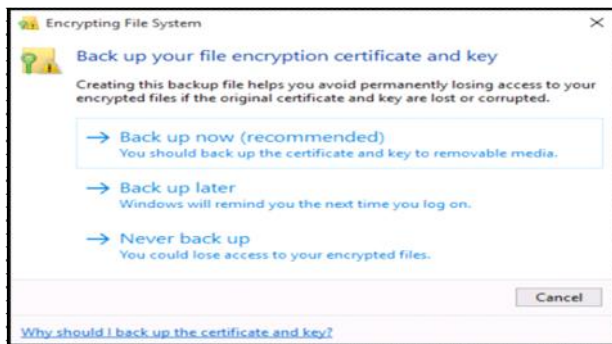 Encrypting File System
Back up your file encryption certificate and key
Creating this backup file helps you avoid permanently losing access to your
encrypted files if the original certificate and key are lost or corrupted.
→ Back up now (recommended)
You should back up the certificate and key to removable media.
→ Back up later
Windows will remind you the next time you log on.
→ Never back up
You could lose access to your encrypted files.
Cancel
Why should I back up the certificate and key?